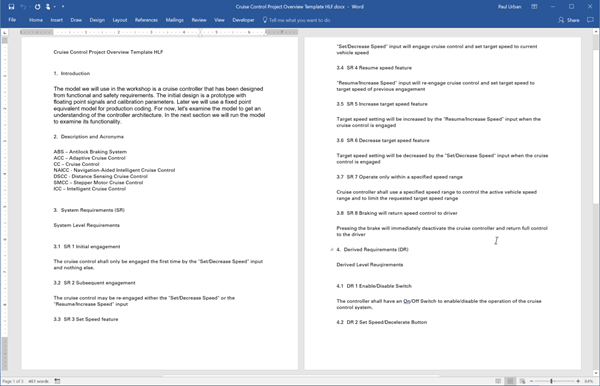 Cruise Control Project Overview Template HLF.docx - Word
Paul Urban
File Home Insert Draw Design Layout References Mailings Review View Developer Tell me what you want to do
Share
Cruise Control Project Overview Template HLF
1. Introduction
The model we will use in the workshop is a cruise controller that has been designed
from functional and safety requirements. The initial design is a prototype with
floating point signals and calibration parameters. Later we will use a fixed point
equivalent model for production coding. For now, let's examine the model to get an
understanding of the controller architecture. In the next section we will run the model
to examine its functionality.
2. Description and Acronyms
ABS – Antilock Braking System
ACC – Adaptive Cruise Control
CC – Cruise Control
NAICC - Navigation-Aided Intelligent Cruise Control
DSCC - Distance Sensing Cruise Control
SMCC – Stepper Motor Cruise Control
ICC – Intelligent Cruise Control
3. System Requirements (SR)
System Level Requirements
3.1 SR 1 Initial engagement
The cruise control shall only be engaged the first time by the "Set/Decrease Speed" input
and nothing else.
3.2 SR 2 Subsequent engagement
The cruise control may be re-engaged either the "Set/Decrease Speed" or the
"Resume/Increase Speed" input
3.3 SR 3 Set Speed feature
"Set/Decrease Speed" input will engage cruise control and set target speed to current
vehicle speed
3.4 SR 4 Resume speed feature
"Resume/Increase Speed" input will re-engage cruise control and set target speed to
target speed of previous engagement
3.5 SR 5 Increase target speed feature
Target speed setting will be increased by the "Resume/Increase Speed" input when the
cruise control is engaged
3.6 SR 6 Decrease target speed feature
Target speed setting will be decreased by the "Set/Decrease Speed" input when the cruise
control is engaged
3.7 SR 7 Operate only within a specified speed range
Cruise controller shall use a specified speed range to control the active vehicle speed
range and to limit the requested target speed range
3.8 SR 8 Braking will return speed control to driver
Pressing the brake will immediately deactivate the cruise controller and return full control
to the driver
4. Derived Requirements (DR)
Derived Level Reuqirements
4.1 DR 1 Enable/Disable Switch
The controller shall have an On/Off Switch to enable/disable the operation of the cruise
control system.
4.2 DR 2 Set Speed/Decelerate Button
Page 1 of 3 461 words
84%